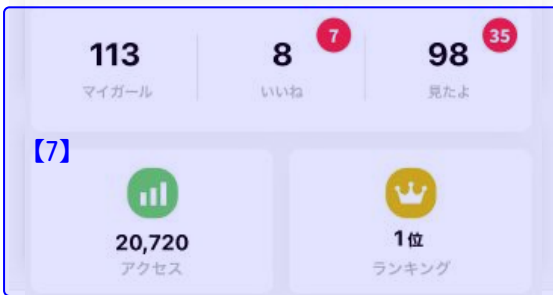 7 35
113 8 98
マイガール いいね 見たよ
【7】
20,720 1位
アクセス ランキング